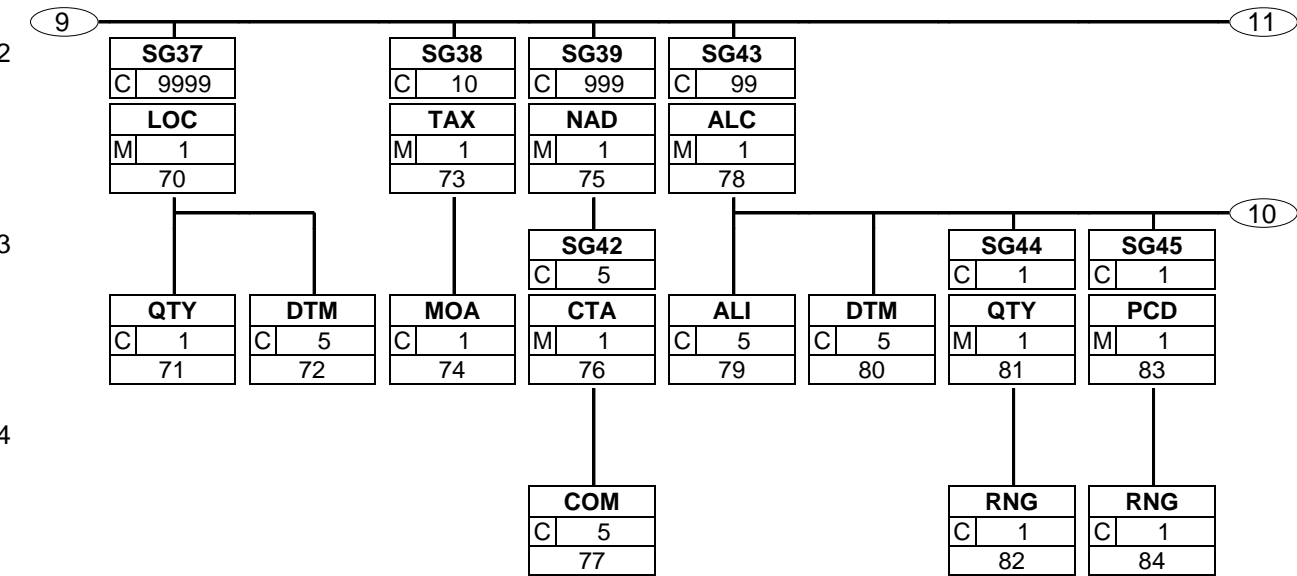 9 11
2 SG37 SG38 SG39 SG43
C 9999 C 10 C 999 C 99
LOC TAX NAD ALC
M 1 M 1 M 1 M 1
70 73 75 78
10
3 SG42 SG44 SG45
C 5 C 1 C 1
QTY DTM MOA CTA ALI DTM QTY PCD
C 1 C 5 C 1 M 1 C 5 C 5 M 1 M 1
71 72 74 76 79 80 81 83
4
COM RNG RNG
C 5 C 1 C 1
77 82 84